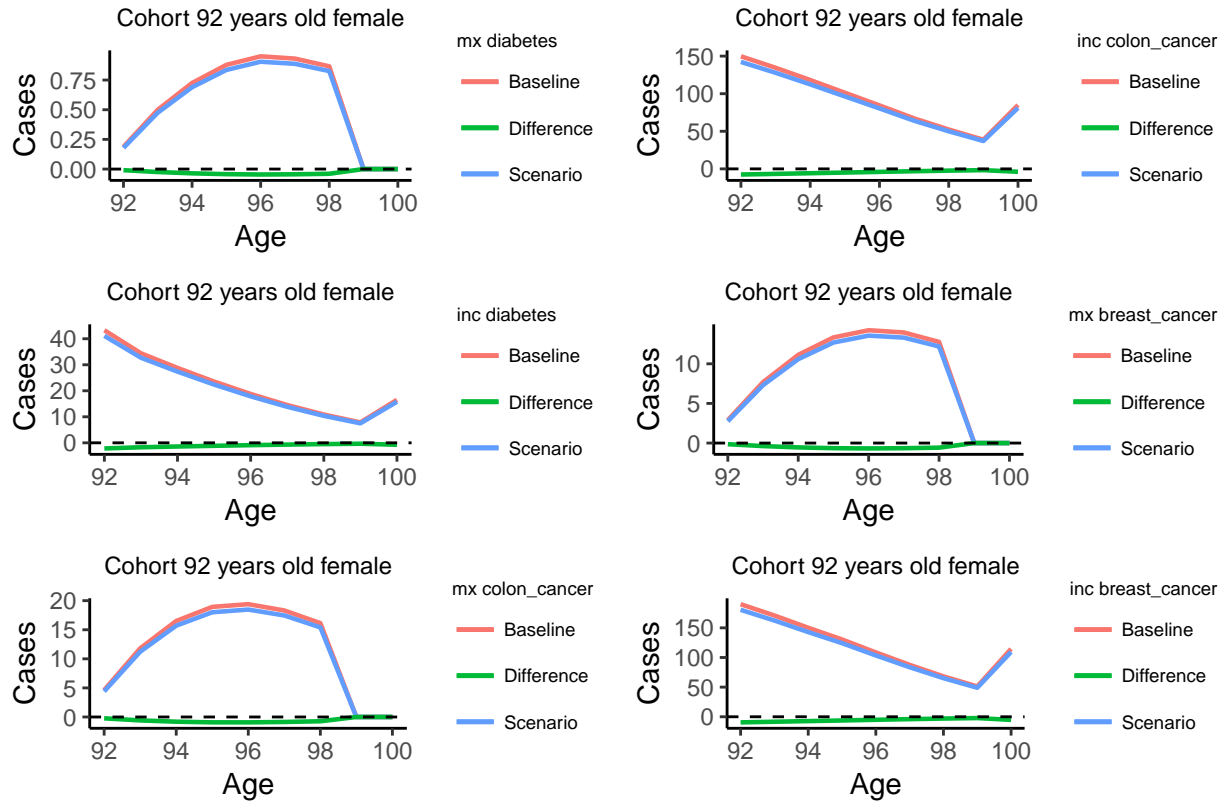 Cohort 92 years old female
mx diabetes
Baseline
Difference
Scenario
Cases
0.75
0.50
0.25
0.00
92 94 96 98 100
Age
Cohort 92 years old female
inc colon_cancer
Baseline
Difference
Scenario
Cases
150
100
50
0
92 94 96 98 100
Age
Cohort 92 years old female
inc diabetes
Baseline
Difference
Scenario
Cases
40
30
20
10
0
92 94 96 98 100
Age
Cohort 92 years old female
mx breast_cancer
Baseline
Difference
Scenario
Cases
10
5
0
92 94 96 98 100
Age
Cohort 92 years old female
mx colon_cancer
Baseline
Difference
Scenario
Cases
20
15
10
5
0
92 94 96 98 100
Age
Cohort 92 years old female
inc breast_cancer
Baseline
Difference
Scenario
Cases
150
100
50
0
92 94 96 98 100
Age